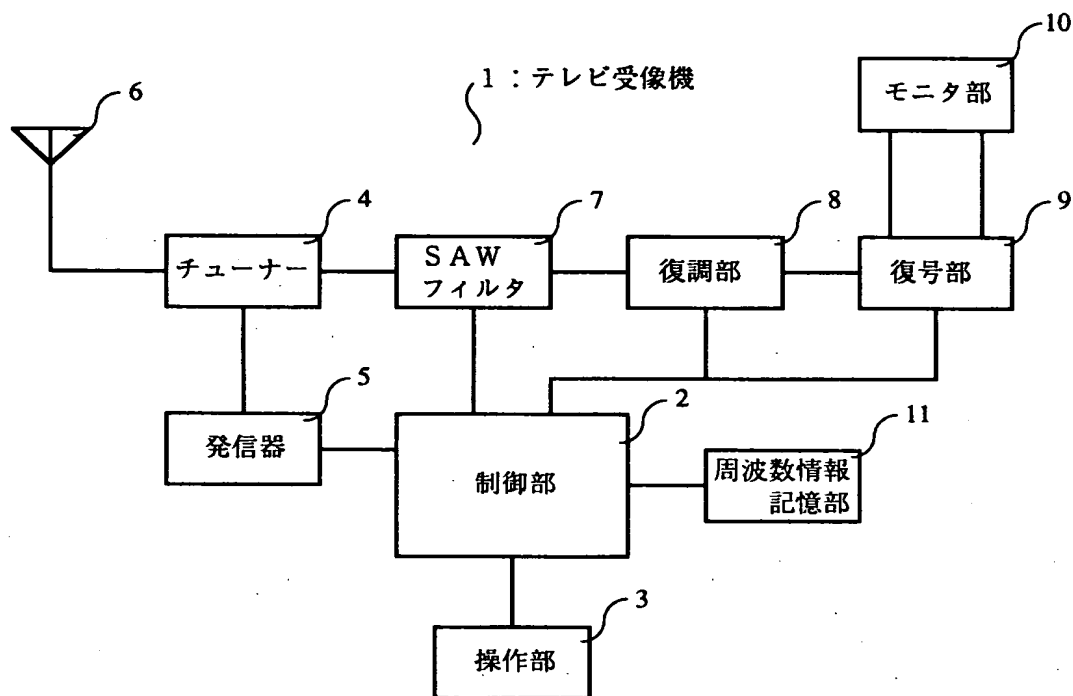 10
1：テレビ受像機
モニタ部
6
4
7
8
9
チューナー
ＳＡＷ
フィルタ
復調部
復号部
5
2
11
発信器
制御部
周波数情報
記憶部
3
操作部